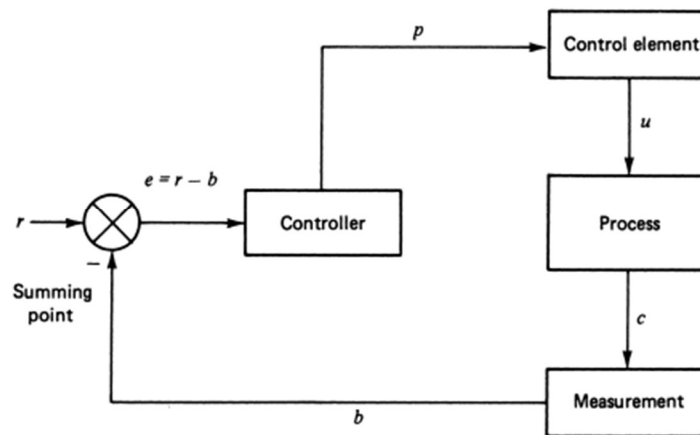 p
Control element
u
e = r − b
r
Controller
Process
−
Summing
point
c
Measurement
b